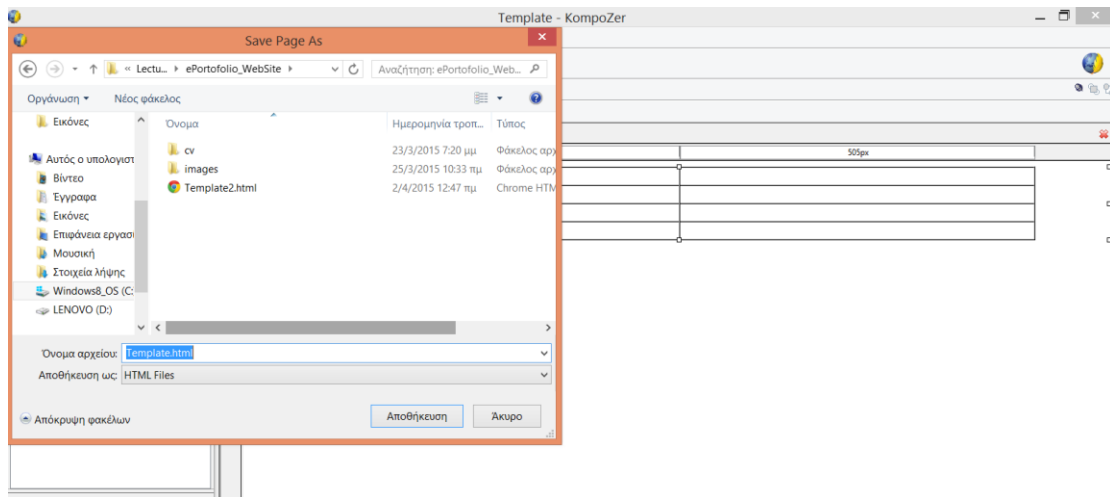 Template - KompoZer
Save Page As
« Lectu... ePortofolio_WebSite
Αναζήτηση: ePortofolio_Web...
Οργάνωση Νέος φάκελος
Όνομα Ημερομηνία τροπ... Τύπος
Εικόνες
cv 23/3/2015 7:20 μμ Φάκελος αρχ
images 25/3/2015 10:33 πμ Φάκελος αρχ
Template2.html 2/4/2015 12:47 πμ Chrome HTM
Αυτός ο υπολογιστ
Βίντεο
Έγγραφα
Εικόνες
Επιφάνεια εργασ
Μουσική
Στοιχεία λήψης
Windows8_OS (C:
LENOVO (D:)
Όνομα αρχείου: Template.html
Αποθήκευση ως: HTML Files
Απόκρυψη φακέλων
Αποθήκευση Άκυρο
505px